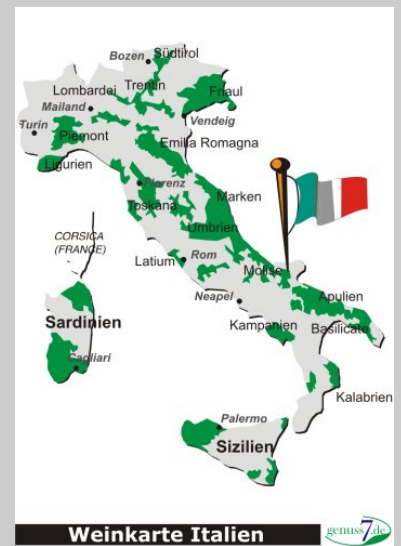 Bozen
Südtirol
Lombardei
Trentin
Friaul
Mailand
Vendeig
Turin
Piemont
Emilia Romagna
Ligurien
Florenz
Toskana
Marken
CORSICA
(FRANCE)
Umbrien
Latium
Rom
Molise
Neapel
Apulien
Sardinien
Kampanien
Basilicate
Cagliari
Kalabrien
Palermo
Sizilien
Weinkarte Italien
genuss7.de